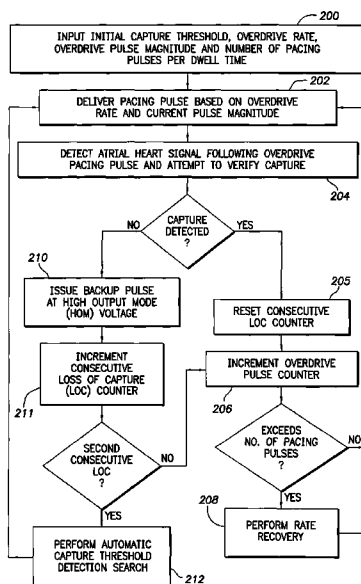 200
INPUT INITIAL CAPTURE THRESHOLD, OVERDRIVE RATE,
OVERDRIVE PULSE MAGNITUDE AND NUMBER OF PACING
PULSES PER DWELL TIME
202
DELIVER PACING PULSE BASED ON OVERDRIVE
RATE AND CURRENT PULSE MAGNITUDE
DETECT ATRIAL HEART SIGNAL FOLLOWING OVERDRIVE
PACING PULSE AND ATTEMPT TO VERIFY CAPTURE
204
NO
CAPTURE
DETECTED
?
YES
210
ISSUE BACKUP PULSE
AT HIGH OUTPUT MODE
(HOM) VOLTAGE
205
RESET CONSECUTIVE
LOC COUNTER
INCREMENT
CONSECUTIVE
LOSS OF CAPTURE
(LOC) COUNTER
211
INCREMENT OVERDRIVE
PULSE COUNTER
206
SECOND
CONSECUTIVE
LOC
?
NO
YES
EXCEEDS
NO. OF PACING
PULSES
?
NO
YES
208
PERFORM RATE
RECOVERY
PERFORM AUTOMATIC
CAPTURE THRESHOLD
DETECTION SEARCH
212